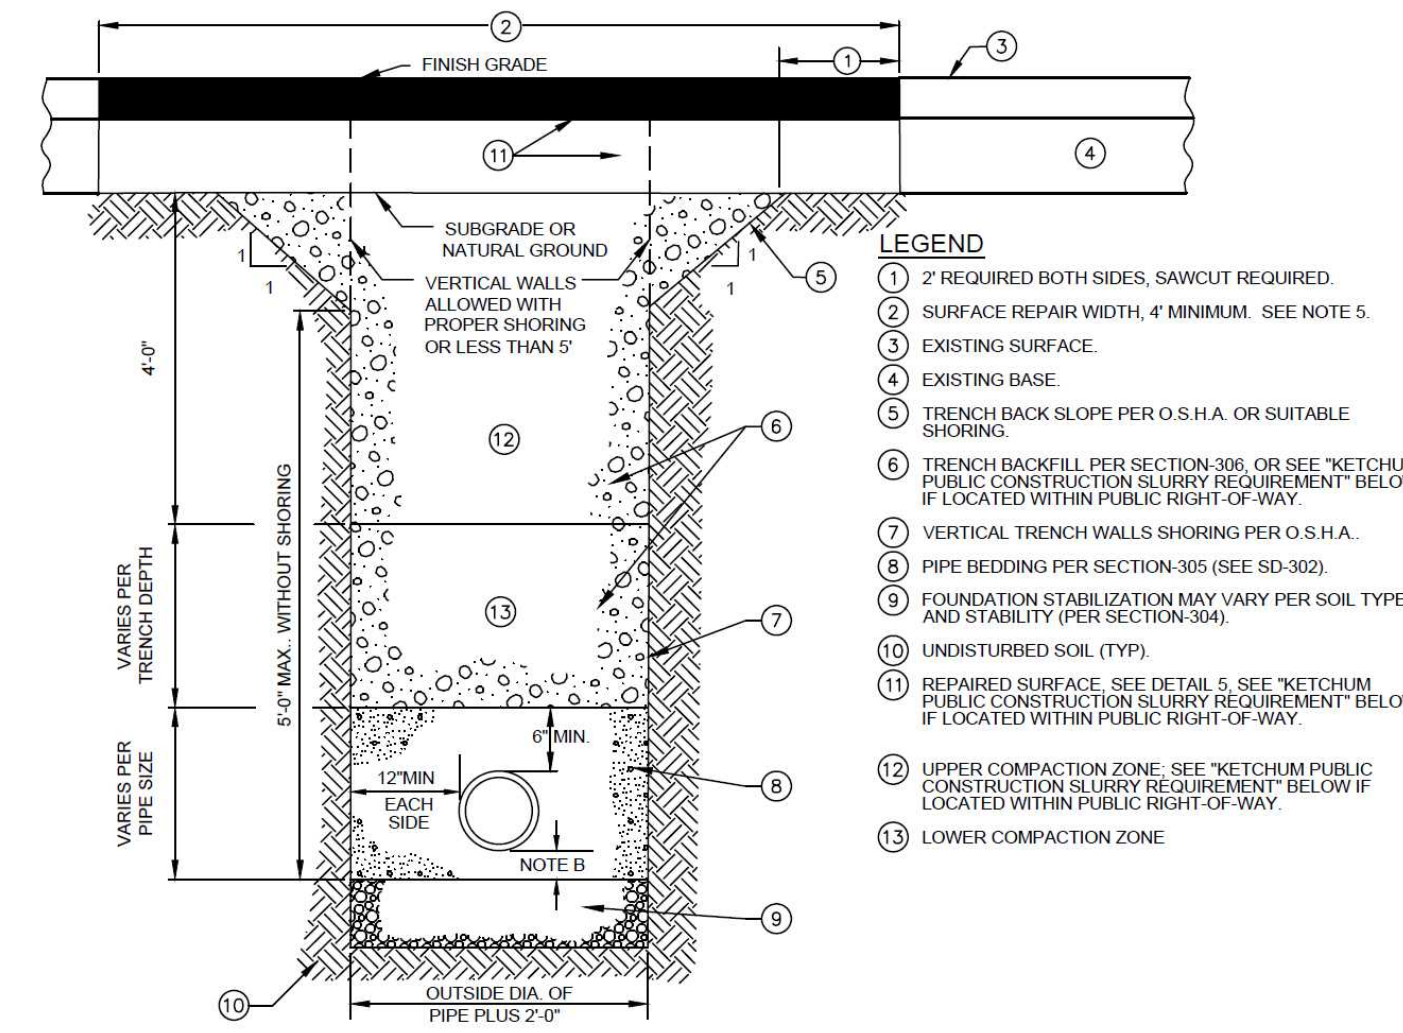 2
FINISH GRADE
1
3
11
4
SUBGRADE OR
NATURAL GROUND
1
1
VERTICAL WALLS
ALLOWED WITH
PROPER SHORING
OR LESS THAN 5'
1
1
5
4'-0"
12
6
5'-0" MAX.. WITHOUT SHORING
VARIES PER
TRENCH DEPTH
13
7
VARIES PER
PIPE SIZE
6" MIN.
12"MIN
EACH
SIDE
8
NOTE B
9
10
OUTSIDE DIA. OF
PIPE PLUS 2'-0"
LEGEND
1 2' REQUIRED BOTH SIDES, SAWCUT REQUIRED.
2 SURFACE REPAIR WIDTH, 4' MINIMUM. SEE NOTE 5.
3 EXISTING SURFACE.
4 EXISTING BASE.
5 TRENCH BACK SLOPE PER O.S.H.A. OR SUITABLE
SHORING.
6 TRENCH BACKFILL PER SECTION-306, OR SEE "KETCHU
PUBLIC CONSTRUCTION SLURRY REQUIREMENT" BELO
IF LOCATED WITHIN PUBLIC RIGHT-OF-WAY.
7 VERTICAL TRENCH WALLS SHORING PER O.S.H.A..
8 PIPE BEDDING PER SECTION-305 (SEE SD-302).
9 FOUNDATION STABILIZATION MAY VARY PER SOIL TYPE
AND STABILITY (PER SECTION-304).
10 UNDISTURBED SOIL (TYP).
11 REPAIRED SURFACE, SEE DETAIL 5, SEE "KETCHUM
PUBLIC CONSTRUCTION SLURRY REQUIREMENT" BELO
IF LOCATED WITHIN PUBLIC RIGHT-OF-WAY.
12 UPPER COMPACTION ZONE; SEE "KETCHUM PUBLIC
CONSTRUCTION SLURRY REQUIREMENT" BELOW IF
LOCATED WITHIN PUBLIC RIGHT-OF-WAY.
13 LOWER COMPACTION ZONE